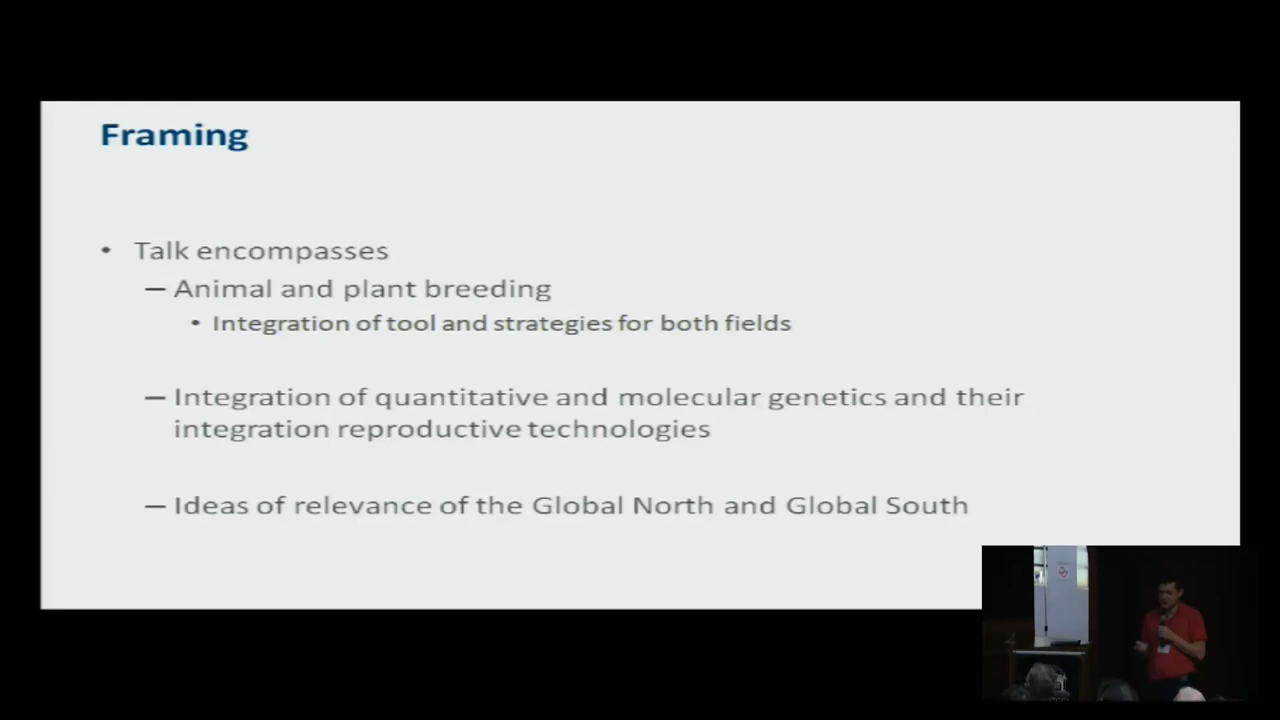 Framing
• Talk encompasses
– Animal and plant breeding
• Integration of tool and strategies for both fields
– Integration of quantitative and molecular genetics and their
integration reproductive technologies
– Ideas of relevance of the Global North and Global South